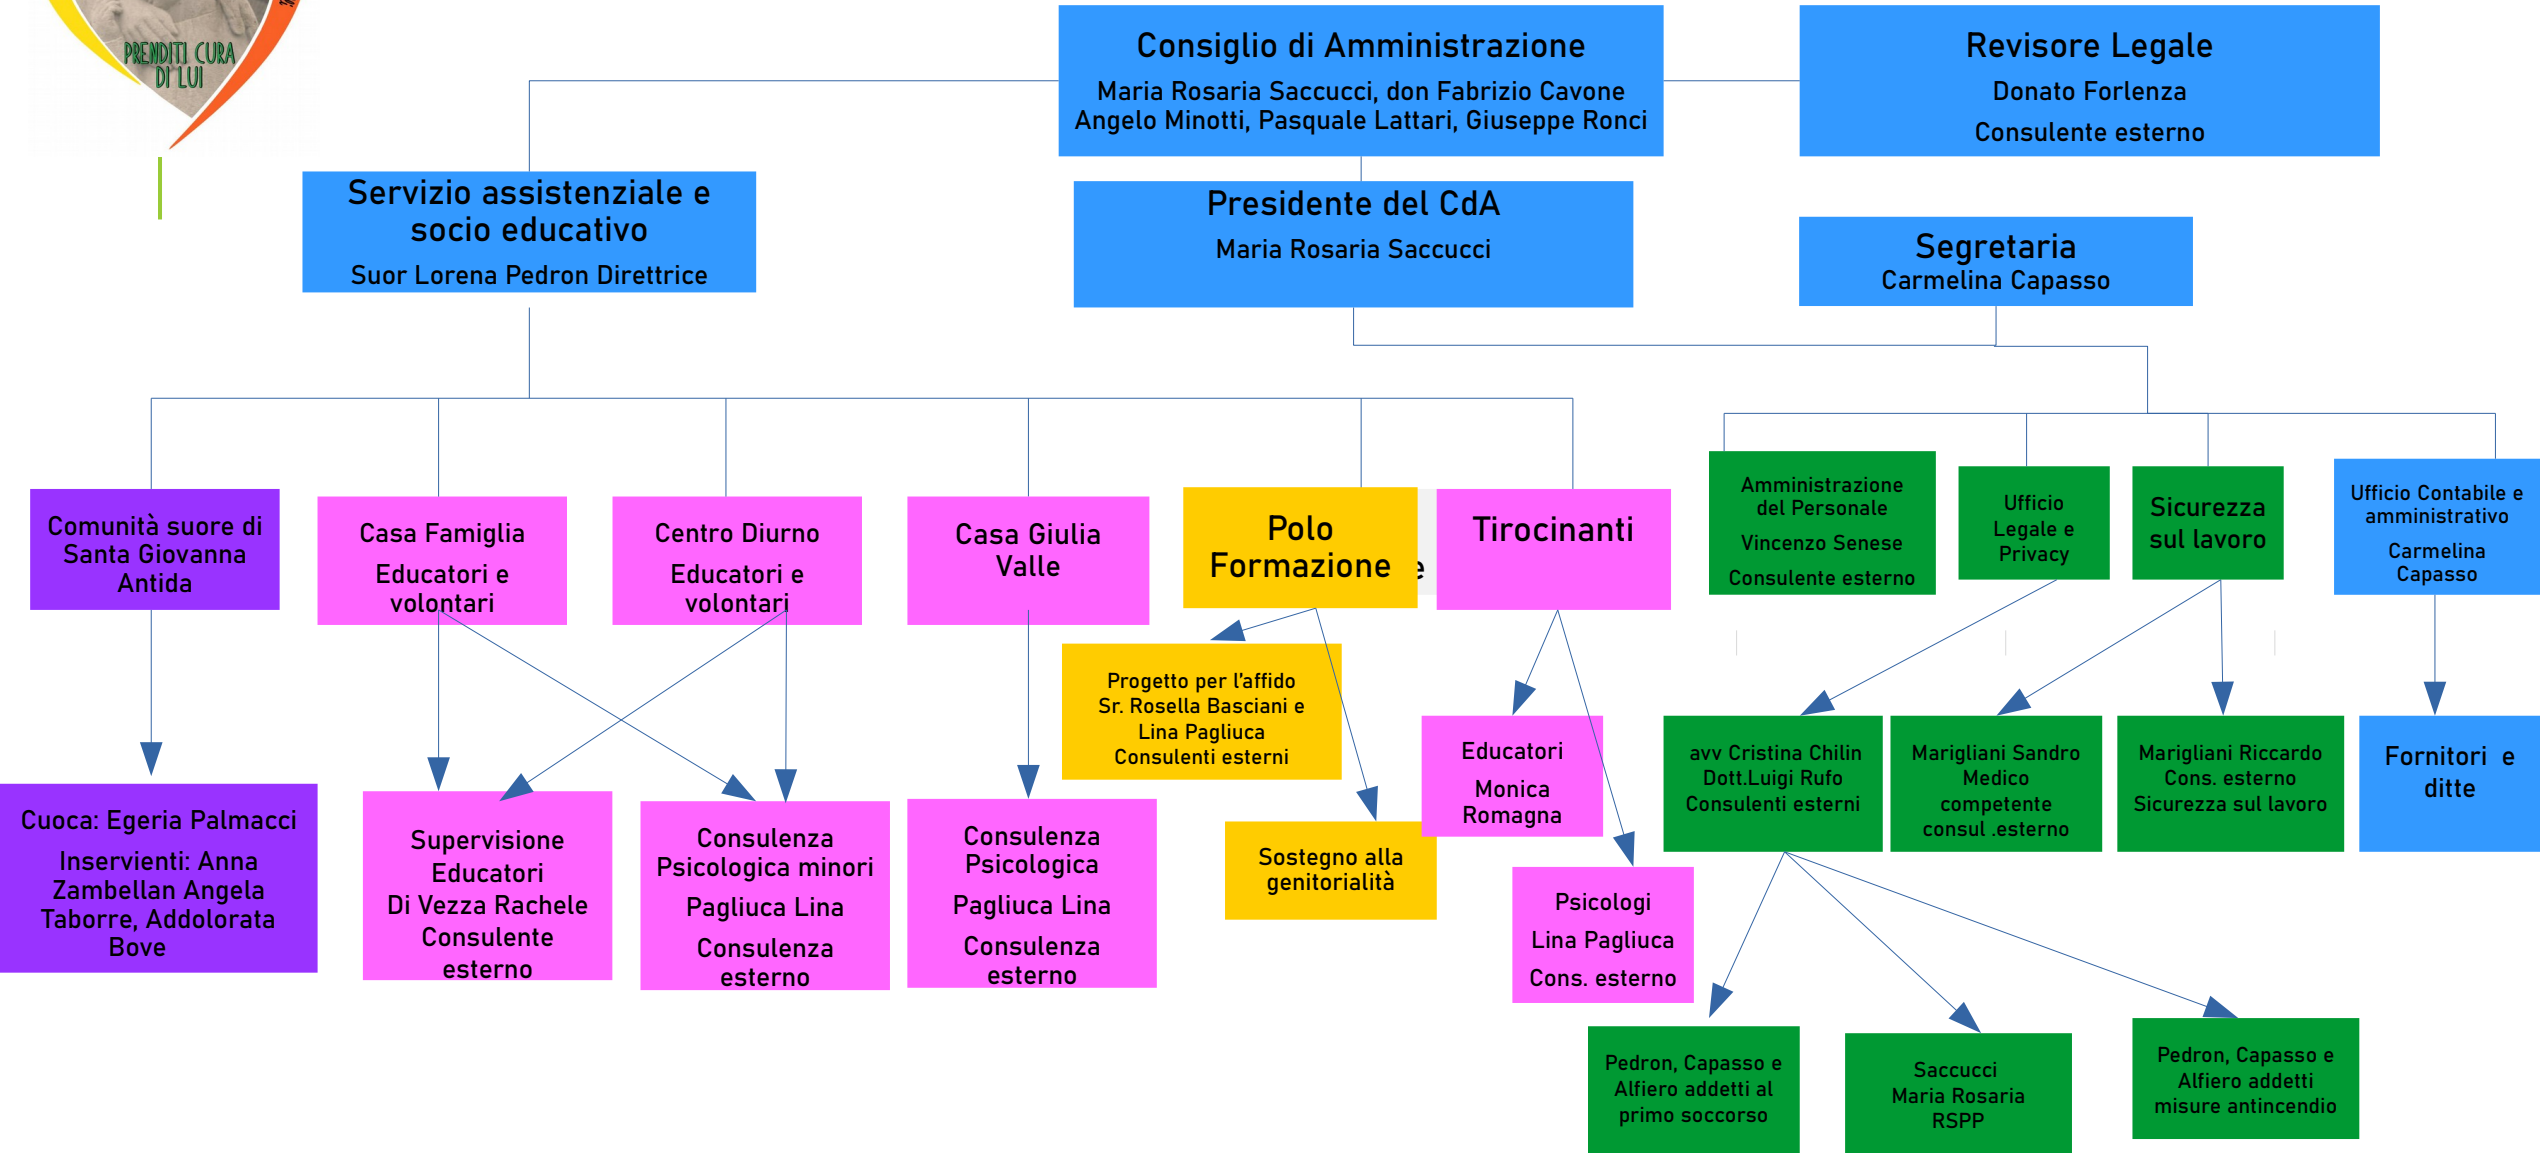 PRENDITI CURA
DI LUI
Consiglio di Amministrazione
Maria Rosaria Saccucci, don Fabrizio Cavone
Angelo Minotti, Pasquale Lattari, Giuseppe Ronci
Revisore Legale
Donato Forlenza
Consulente esterno
Servizio assistenziale e
socio educativo
Suor Lorena Pedron Direttrice
Presidente del CdA
Maria Rosaria Saccucci
Segretaria
Carmelina Capasso
Comunità suore di
Santa Giovanna
Antida
Casa Famiglia
Educatori e
volontari
Centro Diurno
Educatori e
volontari
Casa Giulia
Valle
Polo
Formazione
e
Tirocinanti
Amministrazione
del Personale
Vincenzo Senese
Consulente esterno
Ufficio
Legale e
Privacy
Sicurezza
sul lavoro
Ufficio Contabile e
amministrativo
Carmelina
Capasso
Progetto per l'affido
Sr. Rosella Basciani e
Lina Pagliuca
Consulenti esterni
Educatori
Monica
Romagna
avv Cristina Chilin
Dott.Luigi Rufo
Consulenti esterni
Marigliani Sandro
Medico
competente
consul .esterno
Marigliani Riccardo
Cons. esterno
Sicurezza sul lavoro
Fornitori e
ditte
Cuoca: Egeria Palmacci
Inservienti: Anna
Zambellan Angela
Taborre, Addolorata
Bove
Supervisione
Educatori
Di Vezza Rachele
Consulente
esterno
Consulenza
Psicologica minori
Pagliuca Lina
Consulenza
esterno
Consulenza
Psicologica
Pagliuca Lina
Consulenza
esterno
Sostegno alla
genitorialità
Psicologi
Lina Pagliuca
Cons. esterno
Pedron, Capasso e
Alfiero addetti al
primo soccorso
Saccucci
Maria Rosaria
RSPP
Pedron, Capasso e
Alfiero addetti
misure antincendio